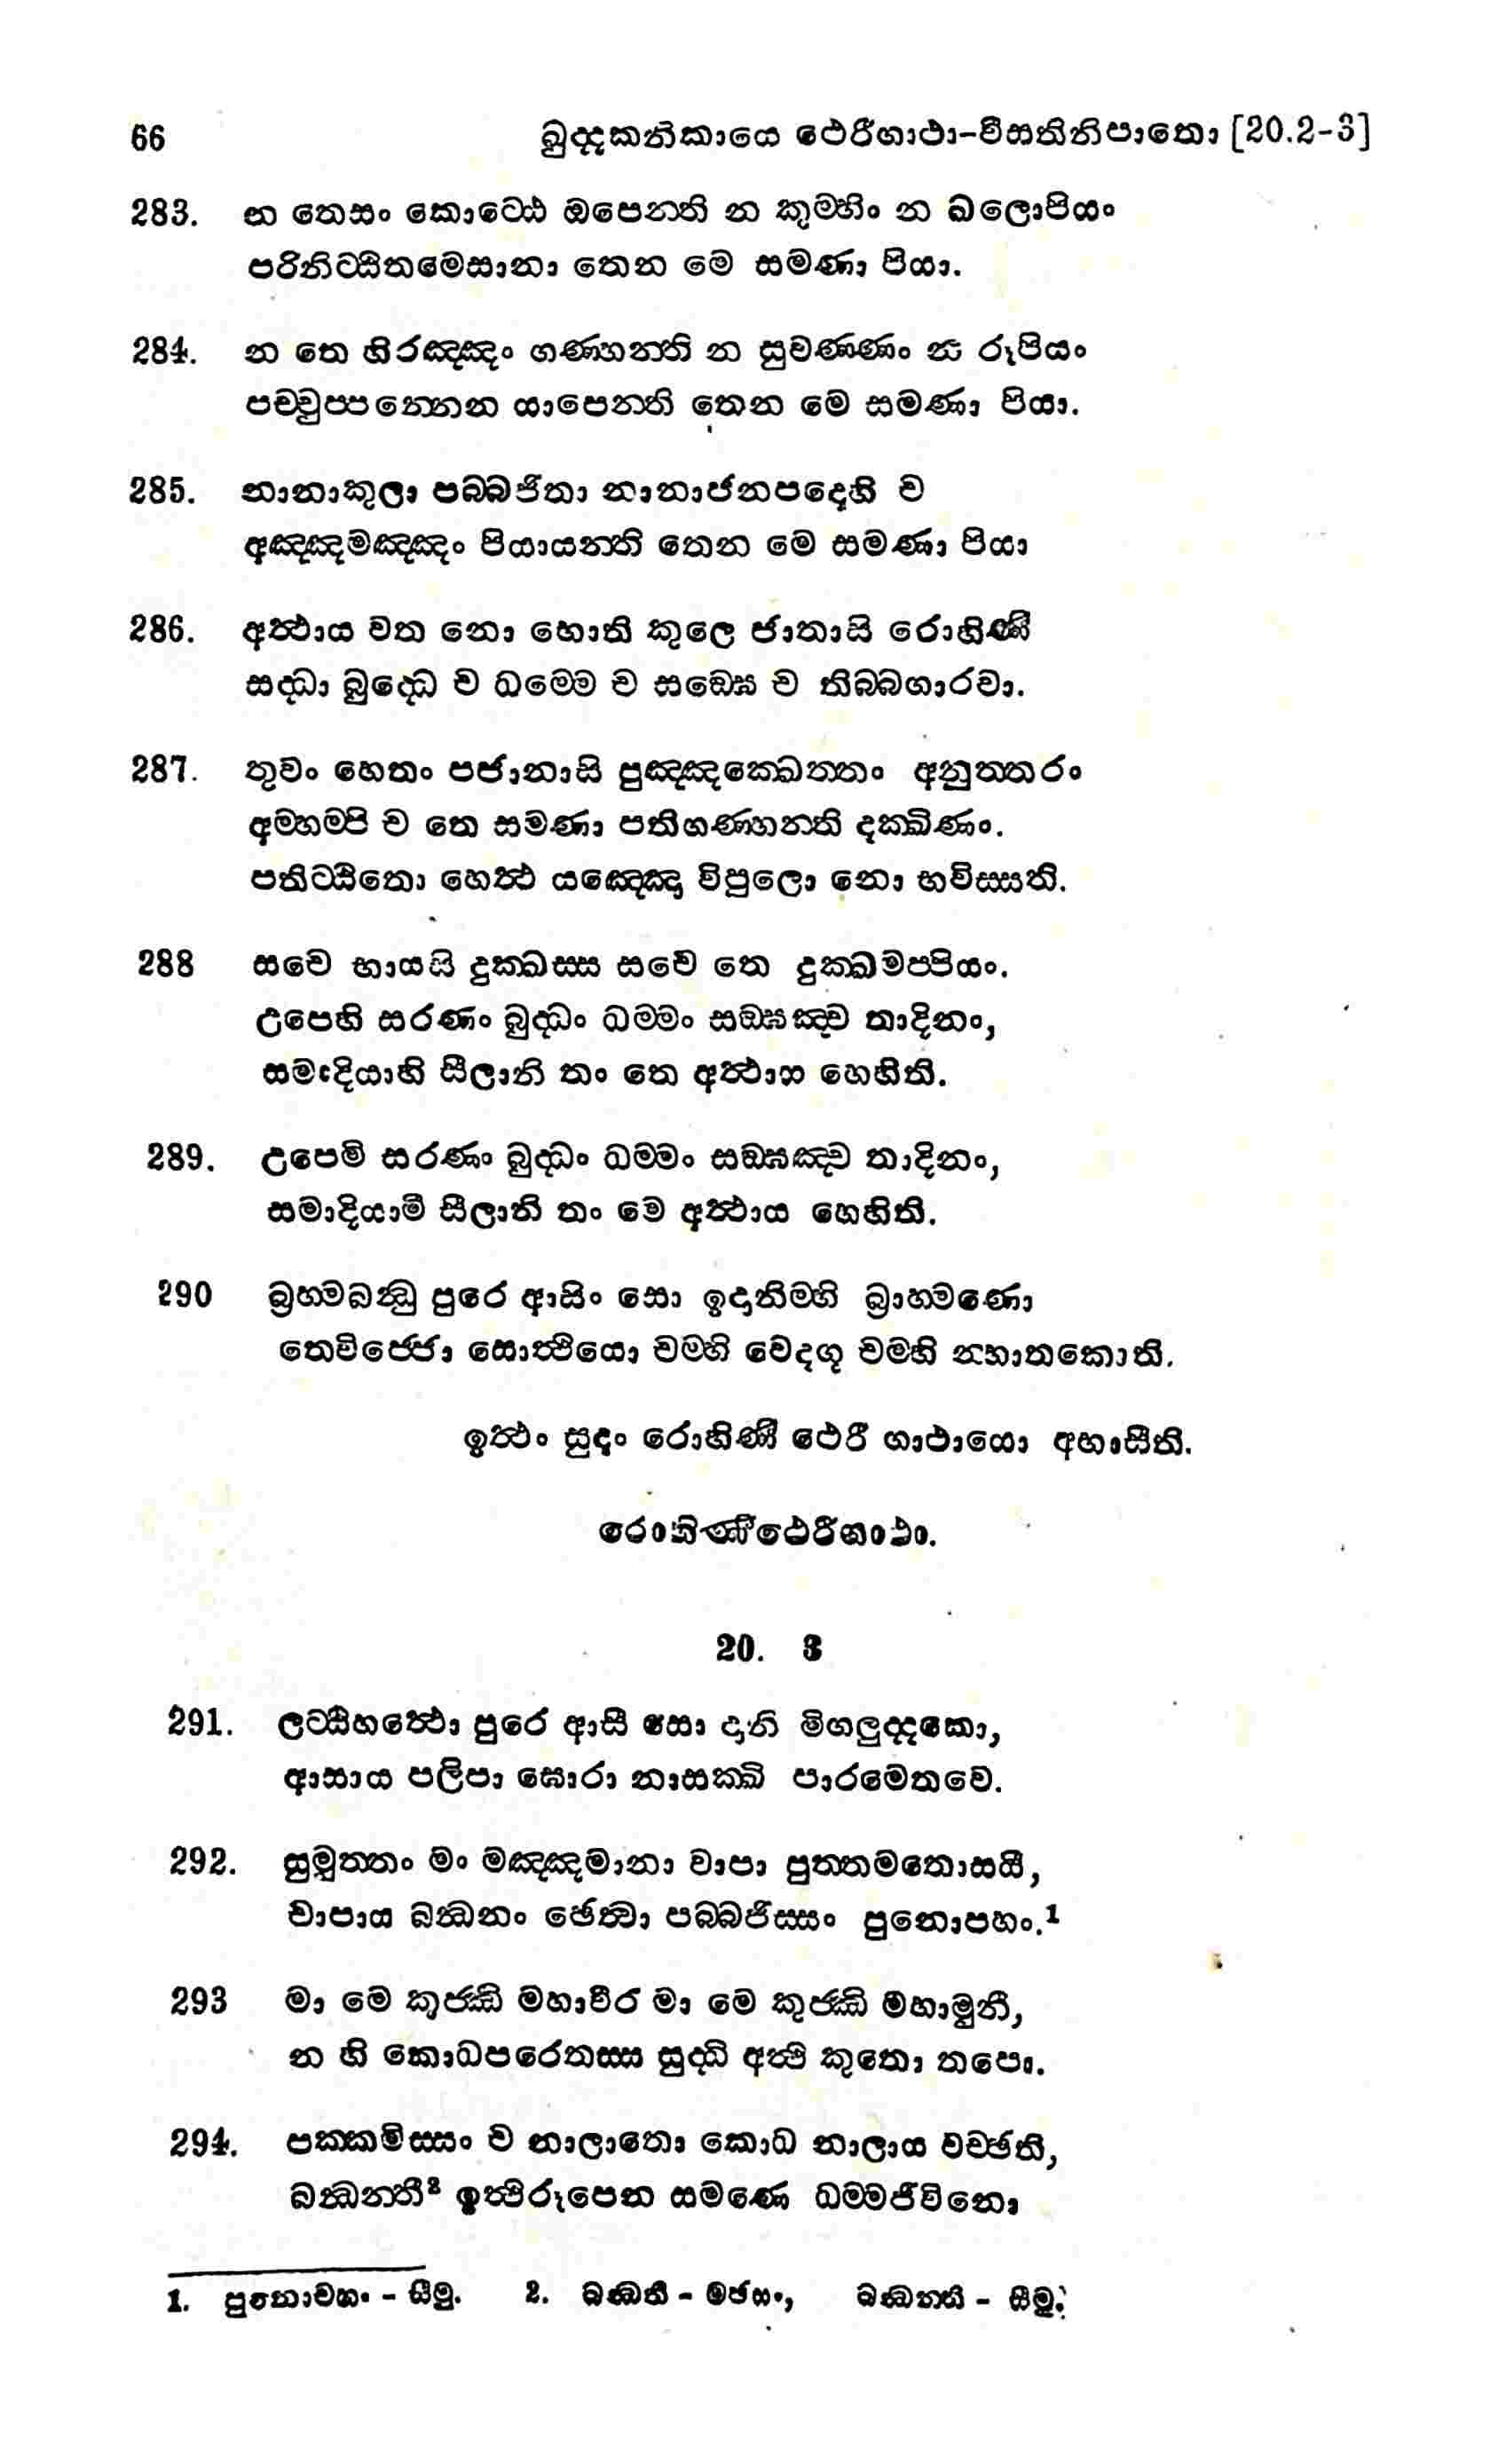 66 ඛුද්දකනිකායෙ ථෙරීගාථා-වීසතිනිපාතො [20.2-3]
283. න තෙසං කොට්ඨෙ ඔපෙන්ති න කුම්හිං න ඛලොපියං
පරිනිට්ඨිතමෙසානා තෙන මෙ සමණා පියා.
284. න තෙ හිරඤ්ඤං ගණ්හන්ති න සුවණ්ණං න රූපියං
පච්චුප්පන්නෙන යාපෙන්ති තෙන මෙ සමණා පියා.
285. නානාකුලා පබ්බජිතා නානාජනපදෙහි ච
අඤ්ඤමඤ්ඤං පියායන්ති තෙන මෙ සමණා පියා
286. අත්ථාය වත නො හොති කුලෙ ජාතාසි රොහිණී
සද්ධා බුද්ධෙ ච ධම්මෙ ච සඞ්ඝෙ ච තිබ්බගාරවා.
287. තුවං හෙතං පජානාසි පුඤ්ඤක්ඛෙත්තං අනුත්තරං
අම්හම්පි ච තෙ සමණා පතිගණ්හන්ති දක්ඛිණං.
පතිට්ඨිතො හෙත්ථ යඤ්ඤො විපුලො නො භවිස්සති.
288 සචෙ භායසි දුක්ඛස්ස සචෙ තෙ දුක්ඛමප්පියං.
උපෙහි සරණං බුද්ධං ධම්මං සඞ්ඝඤ්ච තාදිනං,
සමාදියාහි සීලානි තං තෙ අත්ථාය හෙහිති.
289. උපෙමි සරණං බුද්ධං ධම්මං සඞ්ඝඤ්ච තාදිනං,
සමාදියාමි සීලානි තං මෙ අත්ථාය හෙහිති.
290 බ්‍රහ්මබන්ධු පුරෙ ආසිං සො ඉදානිම්හි බ්‍රාහ්මණො
තෙවිජ්ජො සොත්ථියො චම්හි වෙදගූ චම්හි න්හාතකොති.
ඉත්ථං සුදං රොහිණී ථෙරී ගාථායො අභාසීති.
රොහිණීථෙරීගාථා.
20. 3
291. ලට්ඨිහත්ථො පුරෙ ආසී සො දානි මිගලුද්දකො,
ආසාය පලිපා ඝොරා නාසක්ඛි පාරමෙතවෙ.
292. සුමුත්තං මං මඤ්ඤමානා චාපා පුත්තමතොසයී,
චාපාය බන්ධනං ඡෙත්වා පබ්බජිස්සං පුනොපහං.1
293 මා මෙ කුජ්ඣි මහාවීර මා මෙ කුජ්ඣි මහාමුනී,
න හි කොධපරෙතස්ස සුද්ධි අත්ථි කුතො තපො.
294. පක්කමිස්සං ච නාලාතො කොධ නාලාය වච්ඡති,
බන්ධන්තී2 ඉත්ථිරූපෙන සමණෙ ධම්මජීවිනො
1. පුනොචහං - සීමු. 2. බන්ධතී - මජසං, බන්ධන්ති - සීමු.